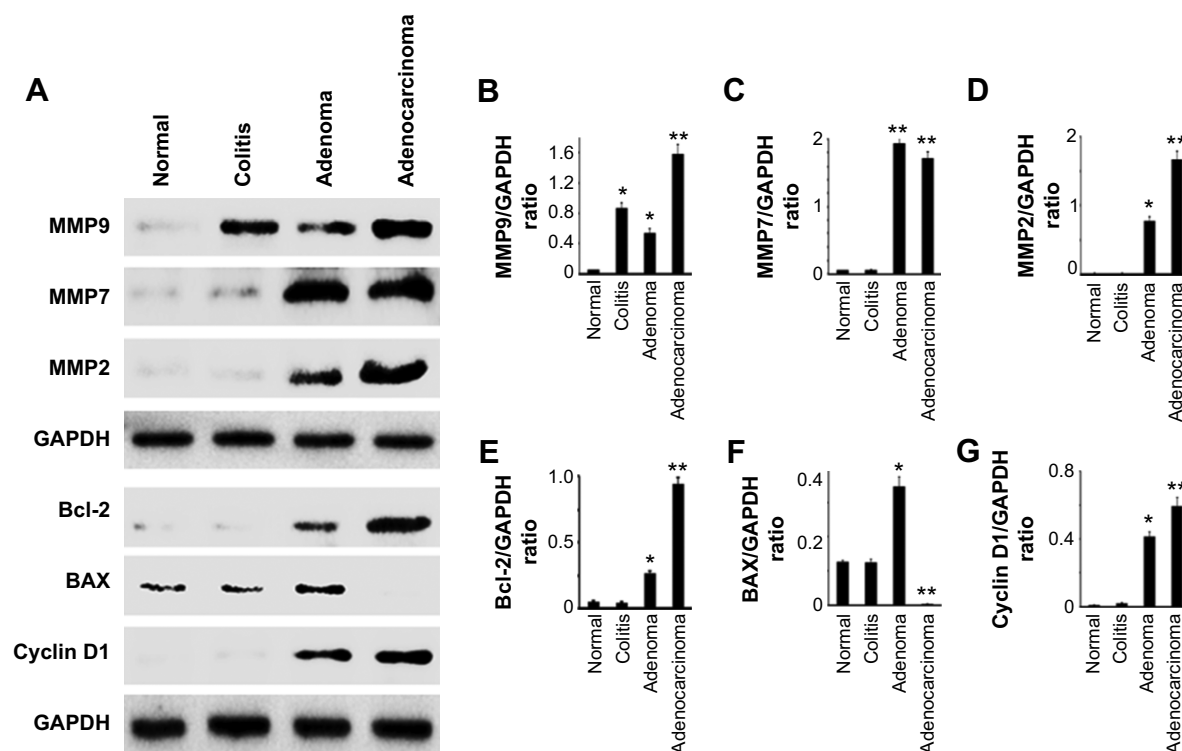 A
Normal
Colitis
Adenoma
Adenocarcinoma
MMP9
MMP7
MMP2
GAPDH
Bcl-2
BAX
Cyclin D1
GAPDH
B
MMP9/GAPDH
ratio
1.6
1.2
0.8
0.4
0
*
*
**
Normal
Colitis
Adenoma
Adenocarcinoma
C
MMP7/GAPDH
ratio
2
1
0
**
**
Normal
Colitis
Adenoma
Adenocarcinoma
D
MMP2/GAPDH
ratio
2
1
0
*
**
Normal
Colitis
Adenoma
Adenocarcinoma
E
Bcl-2/GAPDH
ratio
1.0
0.5
0
*
**
Normal
Colitis
Adenoma
Adenocarcinoma
F
BAX/GAPDH
ratio
0.4
0.2
0
*
**
Normal
Colitis
Adenoma
Adenocarcinoma
G
Cyclin D1/GAPDH
ratio
0.8
0.4
0
*
**
Normal
Colitis
Adenoma
Adenocarcinoma